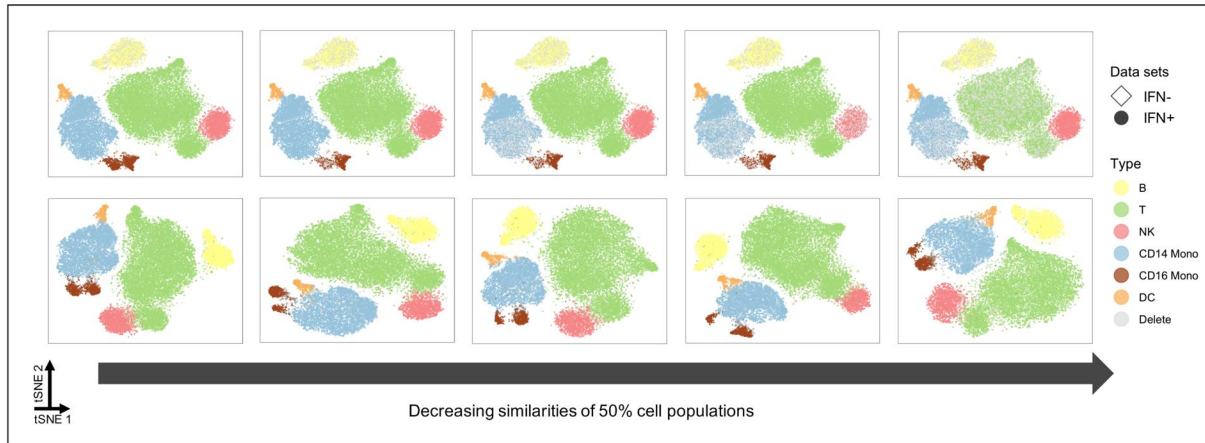 Data sets
IFN-
IFN+
Type
B
T
NK
CD14 Mono
CD16 Mono
DC
Delete
tSNE 2
tSNE 1
Decreasing similarities of 50% cell populations